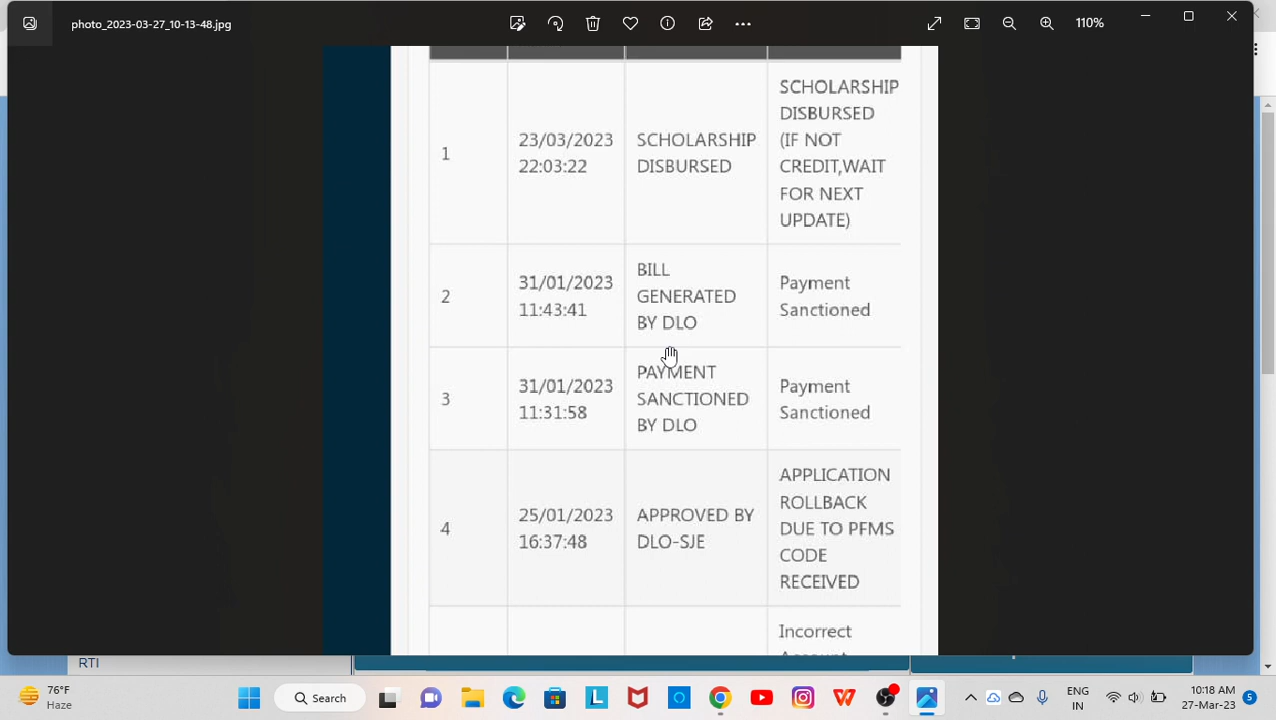 photo_2023-03-27_10-13-48.jpg
110%
1
23/03/2023
22:03:22
SCHOLARSHIP
DISBURSED
SCHOLARSHIP
DISBURSED
(IF NOT
CREDIT,WAIT
FOR NEXT
UPDATE)
2
31/01/2023
11:43:41
BILL
GENERATED
BY DLO
Payment
Sanctioned
3
31/01/2023
11:31:58
PAYMENT
SANCTIONED
BY DLO
Payment
Sanctioned
4
25/01/2023
16:37:48
APPROVED BY
DLO-SJE
APPLICATION
ROLLBACK
DUE TO PFMS
CODE
RECEIVED
Incorrect
Account
RTI
76°F
Haze
Search
ENG
IN
10:18 AM
27-Mar-23
5